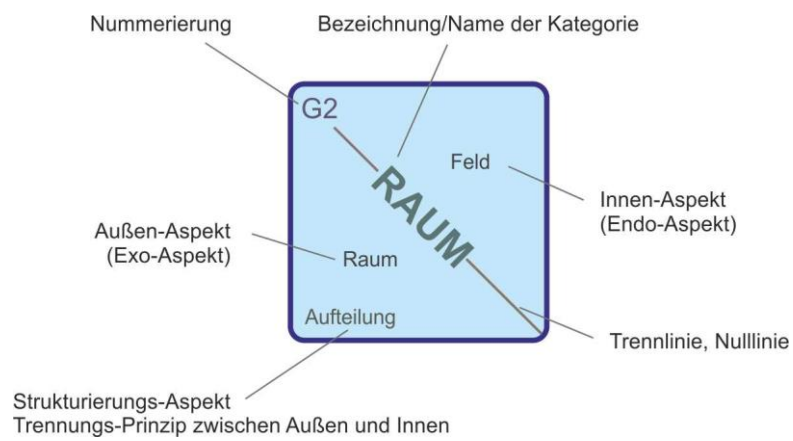 Nummerierung
Bezeichnung/Name der Kategorie
G2
Feld
RAUM
Innen-Aspekt
(Endo-Aspekt)
Außen-Aspekt
(Exo-Aspekt)
Raum
Aufteilung
Trennlinie, Nulllinie
Strukturierungs-Aspekt
Trennungs-Prinzip zwischen Außen und Innen